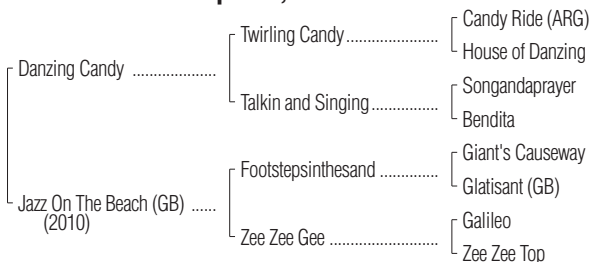 Candy Ride (ARG)
Twirling Candy ......................
House of Danzing
Danzing Candy ....................
Songandaprayer
Talkin and Singing ................
Bendita
Giant's Causeway
Footstepsinthesand ..............
Glatisant (GB)
Jazz On The Beach (GB) ......
(2010)
Galileo
Zee Zee Gee ..........................
Zee Zee Top